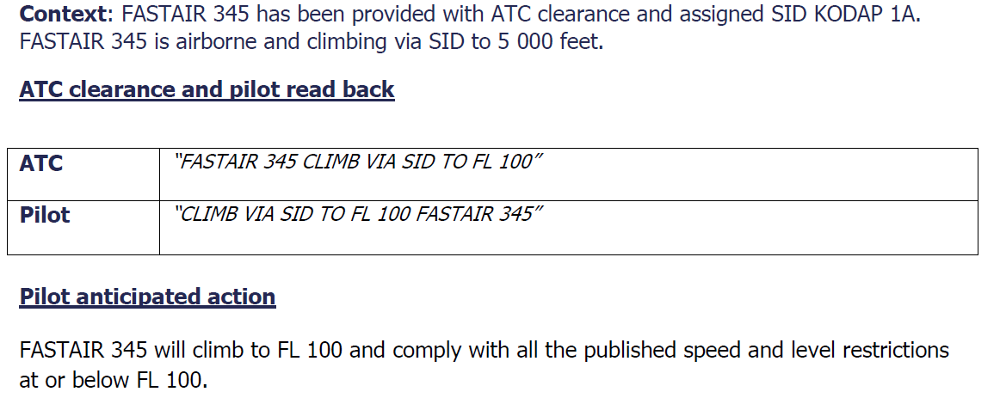 Context: FASTAIR 345 has been provided with ATC clearance and assigned SID KODAP 1A.
FASTAIR 345 is airborne and climbing via SID to 5 000 feet.
ATC clearance and pilot read back
ATC
"FASTAIR 345 CLIMB VIA SID TO FL 100"
Pilot
"CLIMB VIA SID TO FL 100 FASTAIR 345"
Pilot anticipated action
FASTAIR 345 will climb to FL 100 and comply with all the published speed and level restrictions
at or below FL 100.